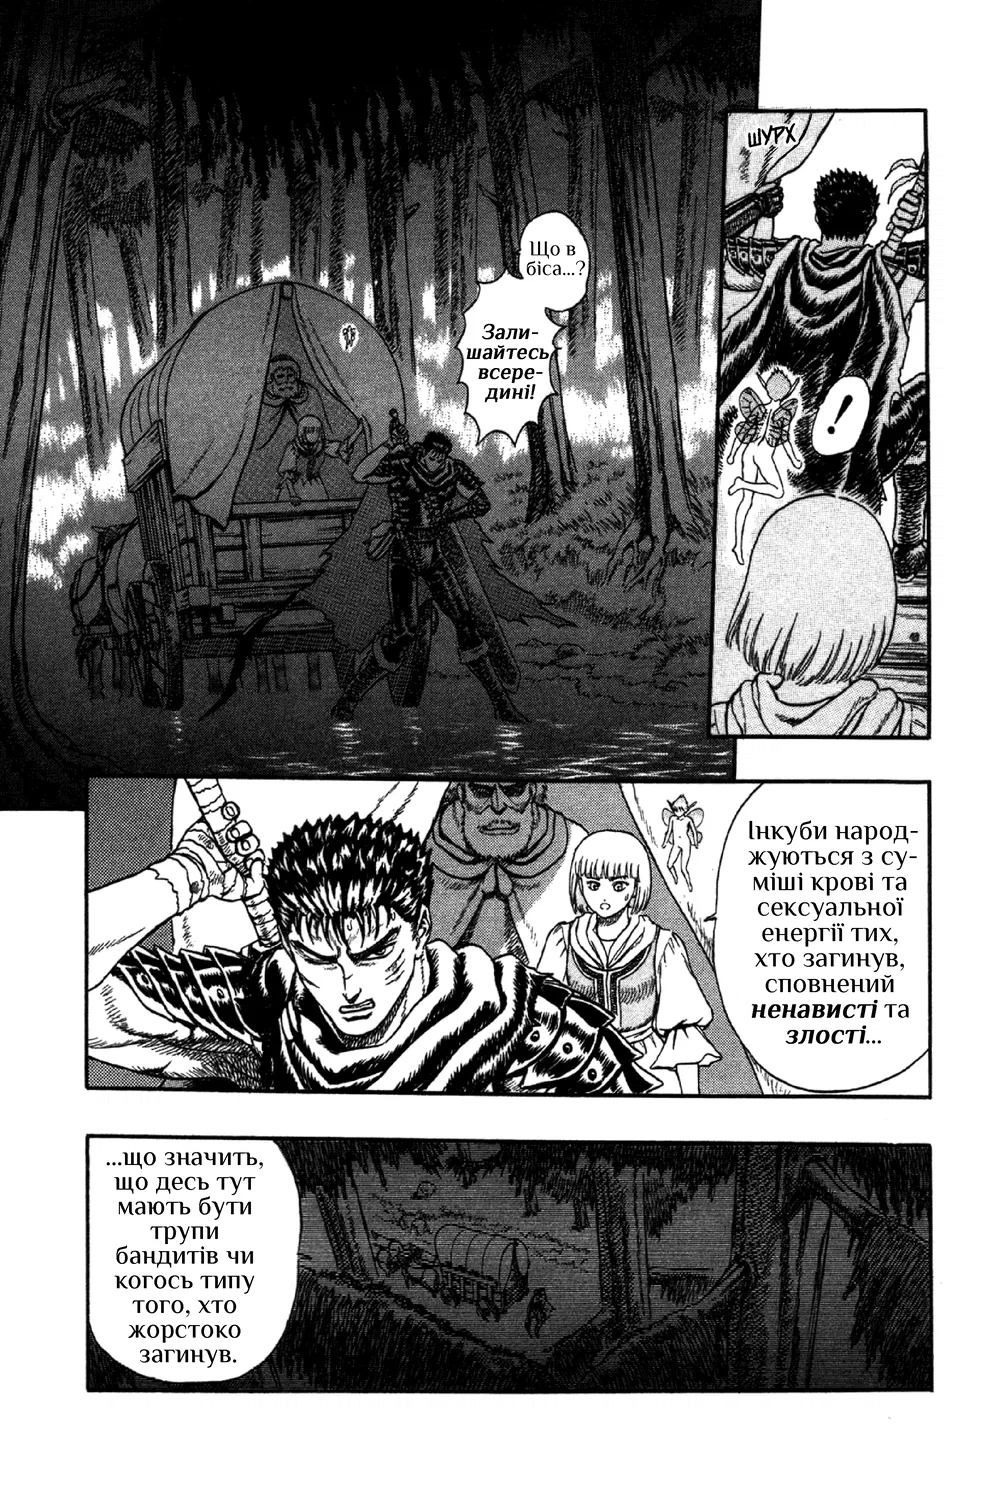 ШУРХ
!
Що в
біса...?
Зали-
шайтесь
всере-
дині!
Інкуби народ-
жуються з су-
міші крові та
сексуальної
енергії тих,
хто загинув,
сповнений
ненависті та
злості...
...що значить,
що десь тут
мають бути
трупи
бандитів чи
когось типу
того, хто
жорстоко
загинув.